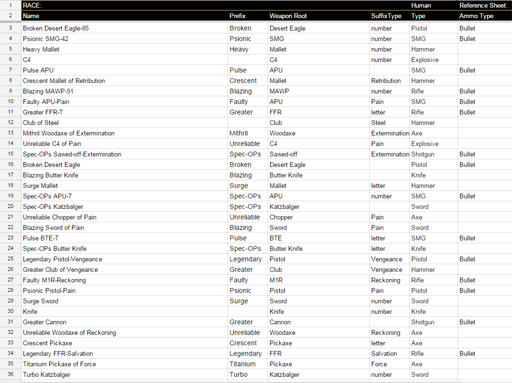 1 RACE: Human Reference Sheet:
2 Name Prefix Weapon Root SuffixType Type Ammo Type
3 Broken Desert Eagle-85 Broken Desert Eagle number Pistol Bullet
4 Psionic SMG-42 Psionic SMG number SMG Bullet
5 Heavy Mallet Heavy Mallet number Hammer
6 C4 C4 number Explosive
7 Pulse APU Pulse APU SMG Bullet
8 Crescent Mallet of Retribution Crescent Mallet Retribution Hammer
9 Blazing MAWP-91 Blazing MAWP number Rifle Bullet
10 Faulty APU-Pain Faulty APU Pain SMG Bullet
11 Greater FFR-T Greater FFR letter Rifle Bullet
12 Club of Steel Club Steel Hammer
13 Mithril Woodaxe of Extermination Mithril Woodaxe Extermination Axe
14 Unreliable C4 of Pain Unreliable C4 Pain Explosive
15 Spec-OPs Sawed-off-Extermination Spec-OPs Sawed-off Extermination Shotgun Bullet
16 Broken Desert Eagle Broken Desert Eagle Pistol Bullet
17 Blazing Butter Knife Blazing Butter Knife Knife
18 Surge Mallet Surge Mallet letter Hammer
19 Spec-OPs APU-7 Spec-OPs APU number SMG Bullet
20 Spec-OPs Katzbalger Spec-OPs Katzbalger Sword
21 Unreliable Chopper of Pain Unreliable Chopper Pain Axe
22 Blazing Sword of Pain Blazing Sword Pain Sword
23 Pulse BTE-T Pulse BTE letter SMG Bullet
24 Spec-OPs Butter Knife Spec-OPs Butter Knife letter Knife
25 Legendary Pistol-Vengeance Legendary Pistol Vengeance Pistol Bullet
26 Greater Club of Vengeance Greater Club Vengeance Hammer
27 Faulty M1R-Reckoning Faulty M1R Reckoning Rifle Bullet
28 Psionic Pistol-Pain Psionic Pistol Pain Pistol Bullet
29 Surge Sword Surge Sword number Sword
30 Knife Knife number Knife
31 Greater Cannon Greater Cannon Shotgun Bullet
32 Unreliable Woodaxe of Reckoning Unreliable Woodaxe Reckoning Axe
33 Crescent Pickaxe Crescent Pickaxe letter Axe
34 Legendary FFR-Salvation Legendary FFR Salvation Rifle Bullet
35 Titanium Pickaxe of Force Titanium Pickaxe Force Axe
36 Turbo Katzbalger Turbo Katzbalger number Sword